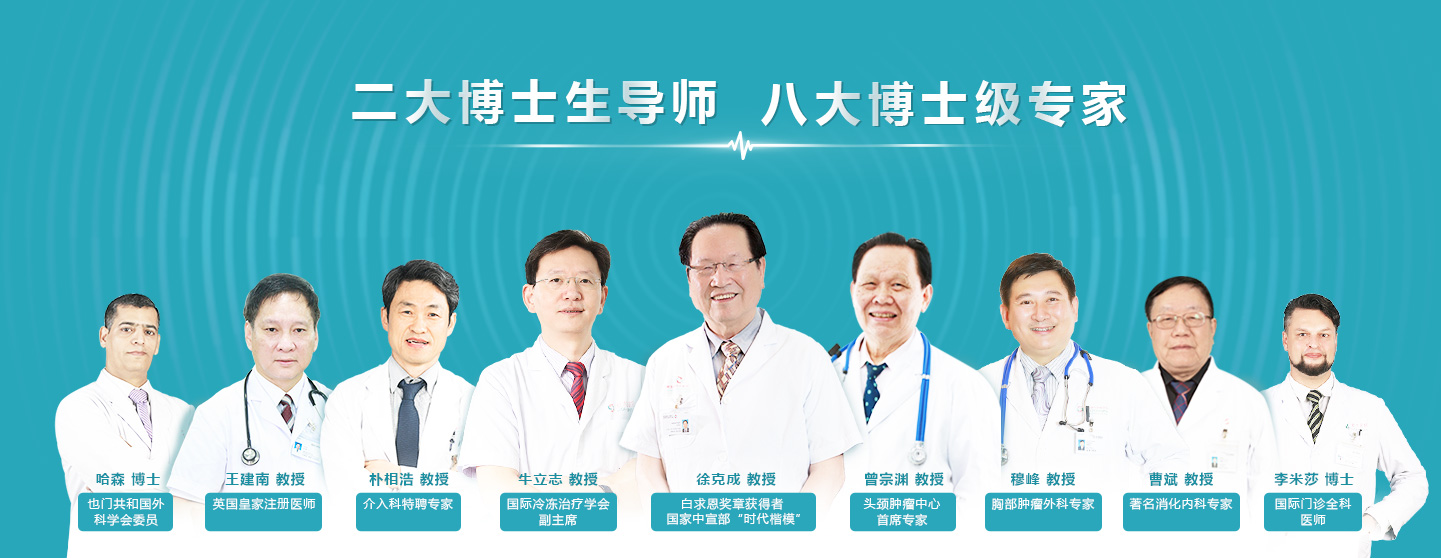 二大博士生导师 八大博士级专家
哈森 博士
也门共和国外
科学会委员
王建南 教授
英国皇家注册医师
朴相浩 教授
介入科特聘专家
牛立志 教授
国际冷冻治疗学会
副主席
徐克成 教授
白求恩奖章获得者
国家中宣部“时代楷模”
曾宗渊 教授
头颈肿瘤中心
首席专家
穆峰 教授
胸部肿瘤外科专家
曹斌 教授
著名消化内科专家
李米莎 博士
国际门诊全科
医师